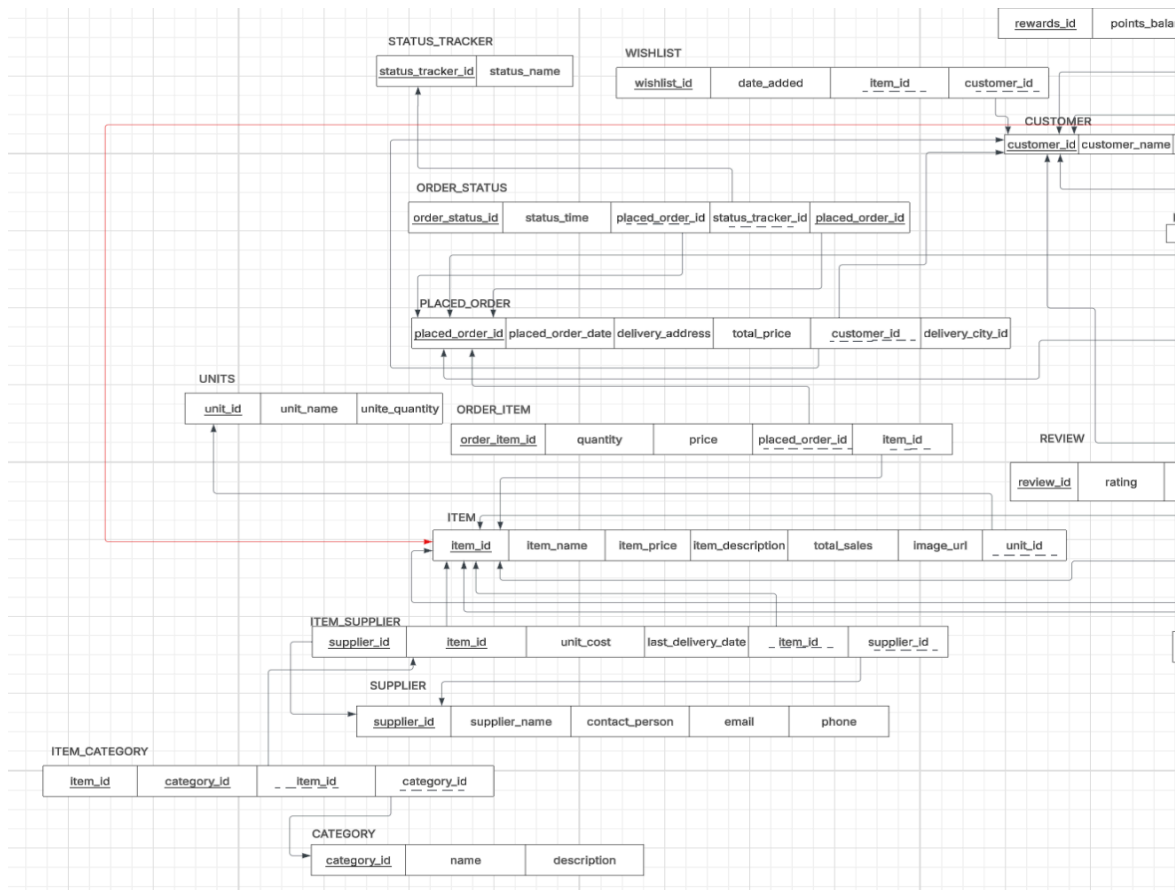 rewards_id points_bala
STATUS_TRACKER
status_tracker_id status_name
WISHLIST
wishlist_id date_added item_id customer_id
CUSTOMER
customer_id customer_name
ORDER_STATUS
order_status_id status_time placed_order_id status_tracker_id placed_order_id
PLACED_ORDER
placed_order_id placed_order_date delivery_address total_price customer_id delivery_city_id
UNITS
unit_id unit_name unite_quantity
ORDER_ITEM
order_item_id quantity price placed_order_id item_id
REVIEW
review_id rating
ITEM
item_id item_name item_price item_description total_sales image_url unit_id
ITEM_SUPPLIER
supplier_id item_id unit_cost last_delivery_date item_id supplier_id
SUPPLIER
supplier_id supplier_name contact_person email phone
ITEM_CATEGORY
item_id category_id item_id category_id
CATEGORY
category_id name description